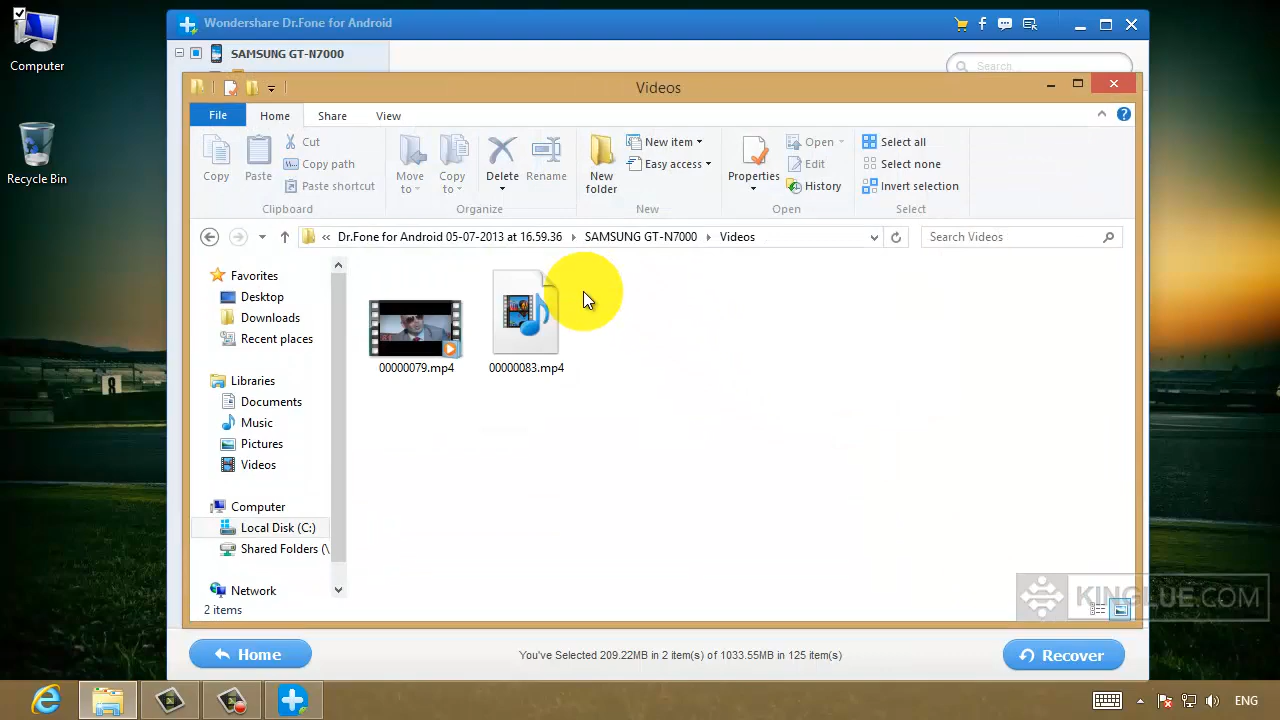 Computer
Recycle Bin
Wondershare Dr.Fone for Android
SAMSUNG GT-N7000
Search...
Videos
File
Home
Share
View
Copy
Paste
Cut
Copy path
Paste shortcut
Clipboard
Move to
Copy to
Delete
Rename
Organize
New folder
New item
Easy access
New
Properties
Open
Edit
History
Open
Select all
Select none
Invert selection
Select
« Dr.Fone for Android 05-07-2013 at 16.59.36 SAMSUNG GT-N7000 Videos
Search Videos
Favorites
Desktop
Downloads
Recent places
Libraries
Documents
Music
Pictures
Videos
Computer
Local Disk (C:)
Shared Folders (\
Network
00000079.mp4
00000083.mp4
2 items
KINGLUE.COM
Home
You've Selected 209.22MB in 2 item(s) of 1033.55MB in 125 item(s)
Recover
ENG
8